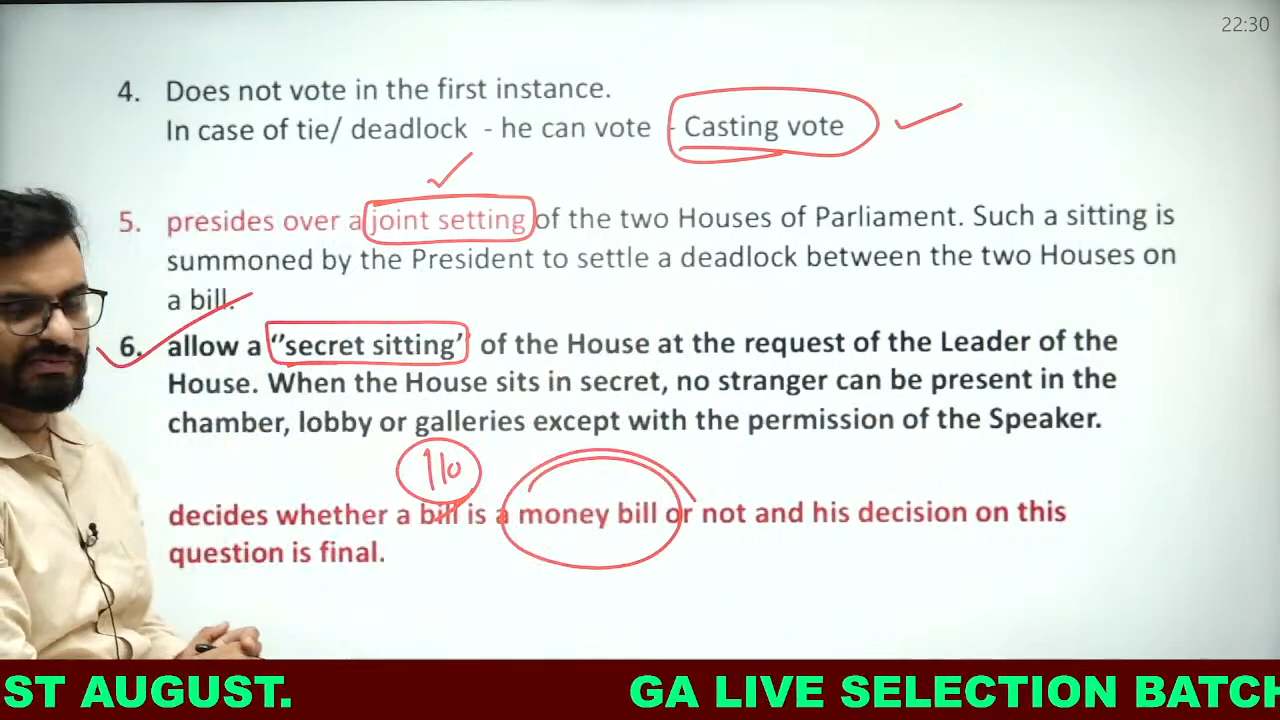 22:30
4. Does not vote in the first instance.
In case of tie/ deadlock - he can vote - Casting vote
5. presides over a joint setting of the two Houses of Parliament. Such a sitting is
summoned by the President to settle a deadlock between the two Houses on
a bill.
6. allow a ‘’secret sitting’ of the House at the request of the Leader of the
House. When the House sits in secret, no stranger can be present in the
chamber, lobby or galleries except with the permission of the Speaker.
110
decides whether a bill is a money bill or not and his decision on this
question is final.
ST AUGUST. GA LIVE SELECTION BATCH